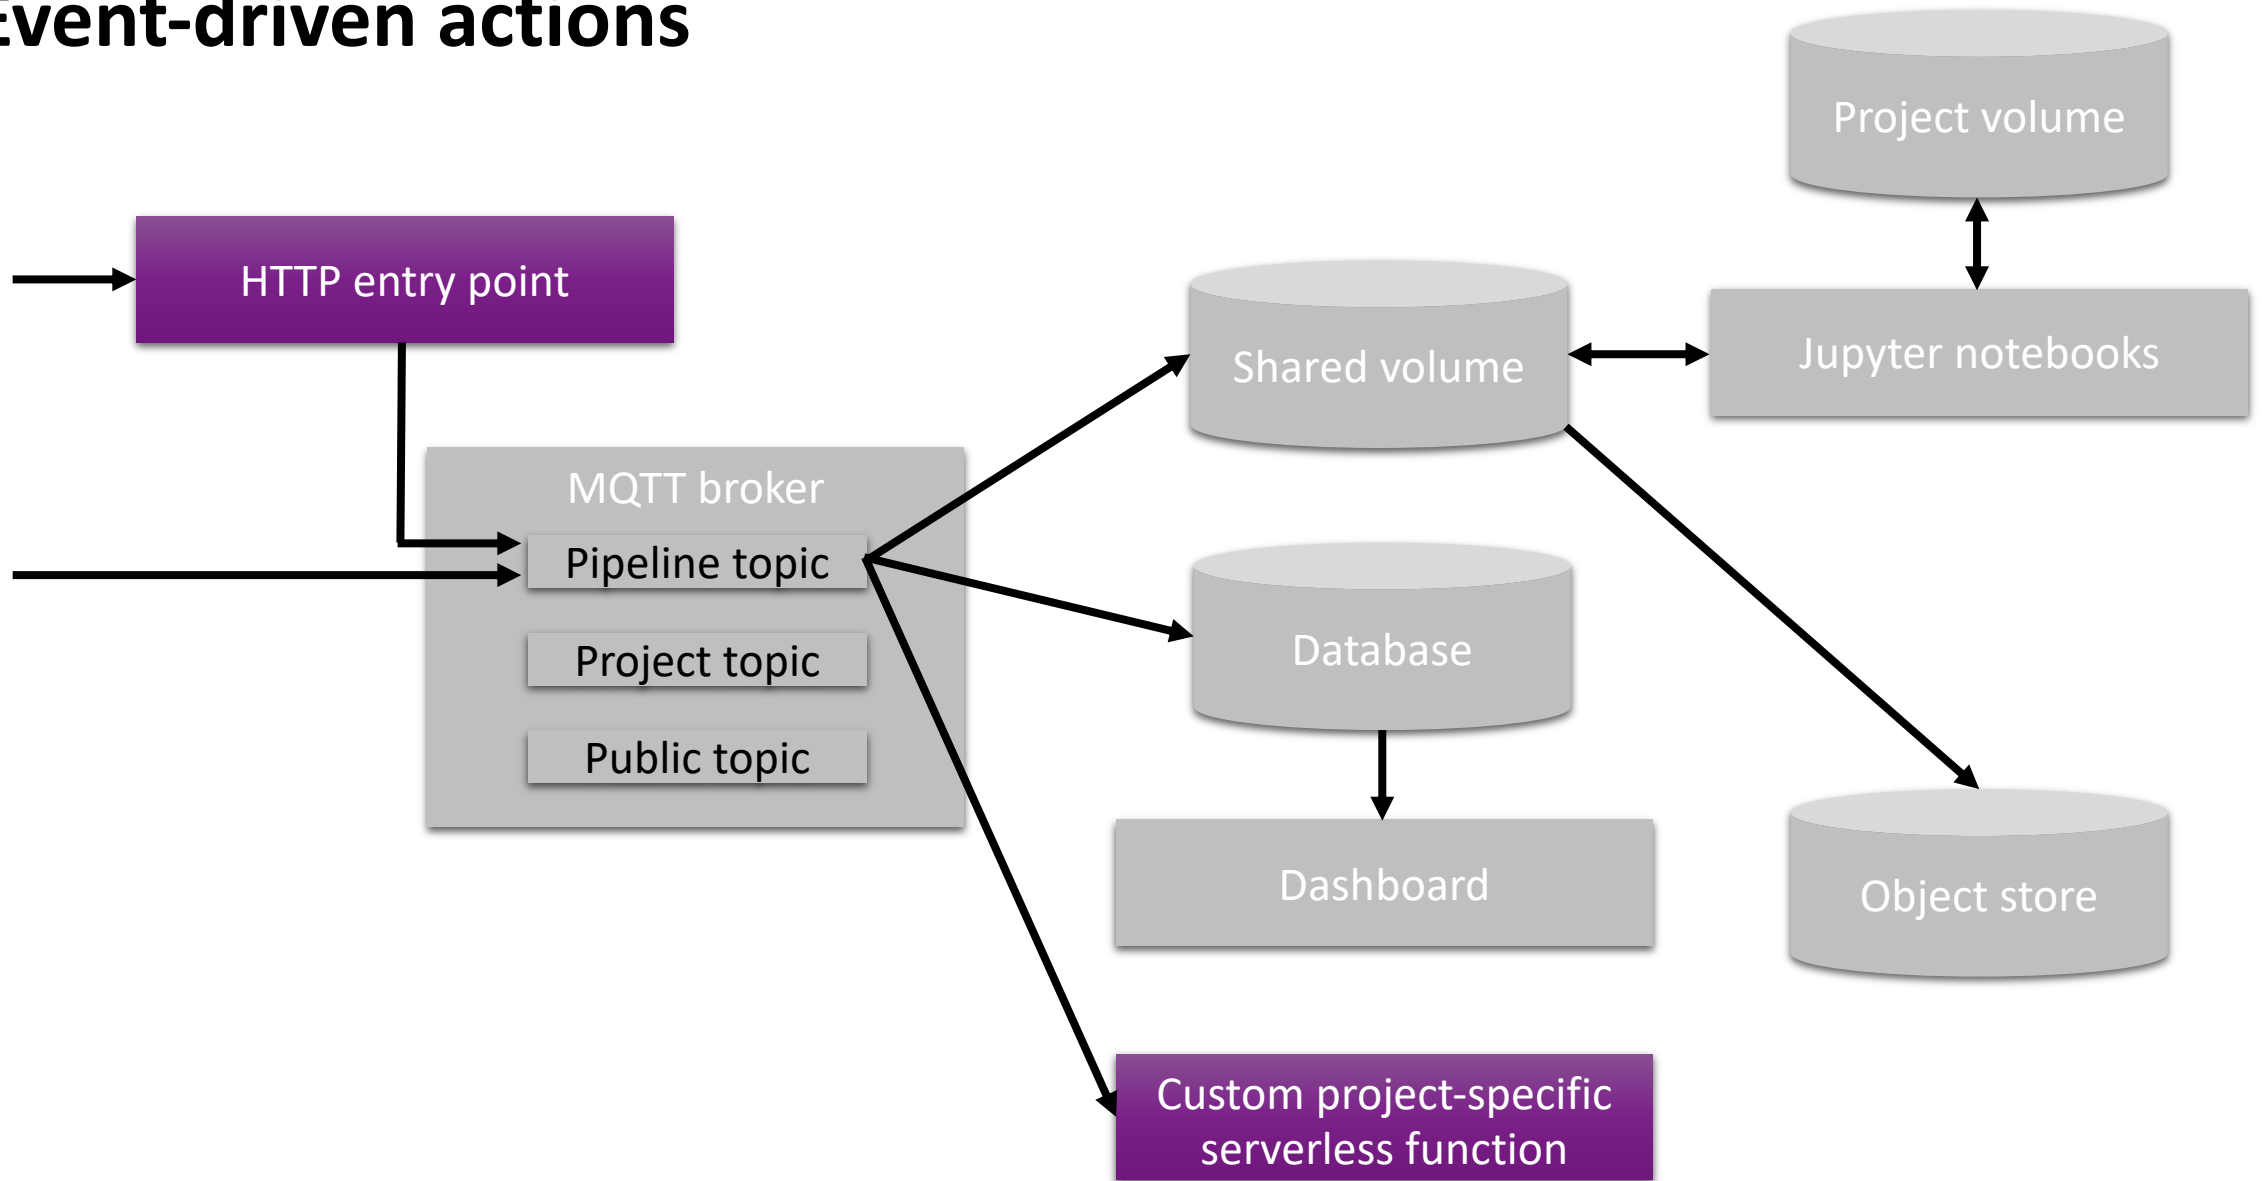 Event-driven actions
Project volume
HTTP entry point
Shared volume
Jupyter notebooks
MQTT broker
Pipeline topic
Project topic
Public topic
Database
Dashboard
Object store
Custom project-specific
serverless function